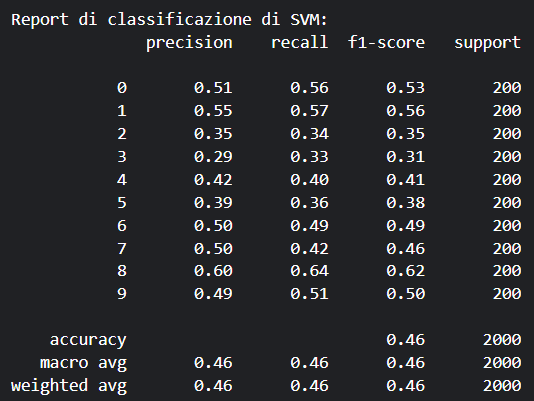 Report di classificazione di SVM:
precision recall f1-score support
0 0.51 0.56 0.53 200
1 0.55 0.57 0.56 200
2 0.35 0.34 0.35 200
3 0.29 0.33 0.31 200
4 0.42 0.40 0.41 200
5 0.39 0.36 0.38 200
6 0.50 0.49 0.49 200
7 0.50 0.42 0.46 200
8 0.60 0.64 0.62 200
9 0.49 0.51 0.50 200
accuracy 0.46 2000
macro avg 0.46 0.46 0.46 2000
weighted avg 0.46 0.46 0.46 2000